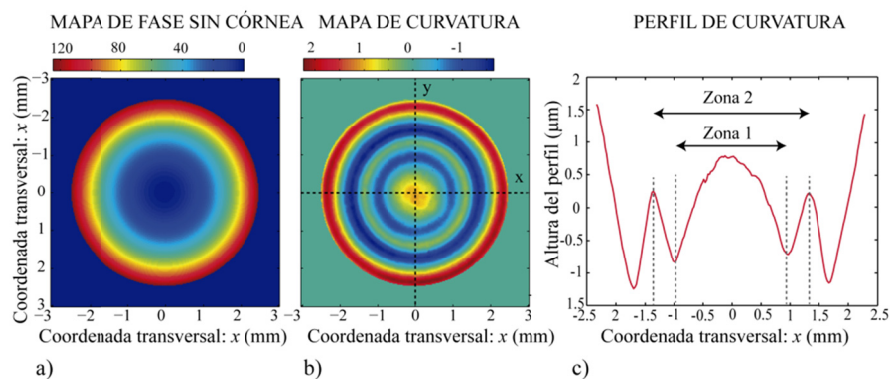 MAPA DE FASE SIN CÓRNEA
120 80 40 0
−3
−2
−1
0
1
2
3
Coordenada transversal: x (mm)
−2 −1 0 1 2 3
Coordenada transversal: x (mm)
a)
MAPA DE CURVATURA
2 1 0 -1
y
x
−3 −2 −1 0 1 2 3
Coordenada transversal: x (mm)
b)
PERFIL DE CURVATURA
2
1.5
1
0.5
0
-0.5
-1
1.5
Altura del perfil (μm)
Zona 2
Zona 1
-2.5 -2 -1.5 -1 -0.5 0 0.5 1 1.5 2 2.5
Coordenada transversal: x (mm)
c)